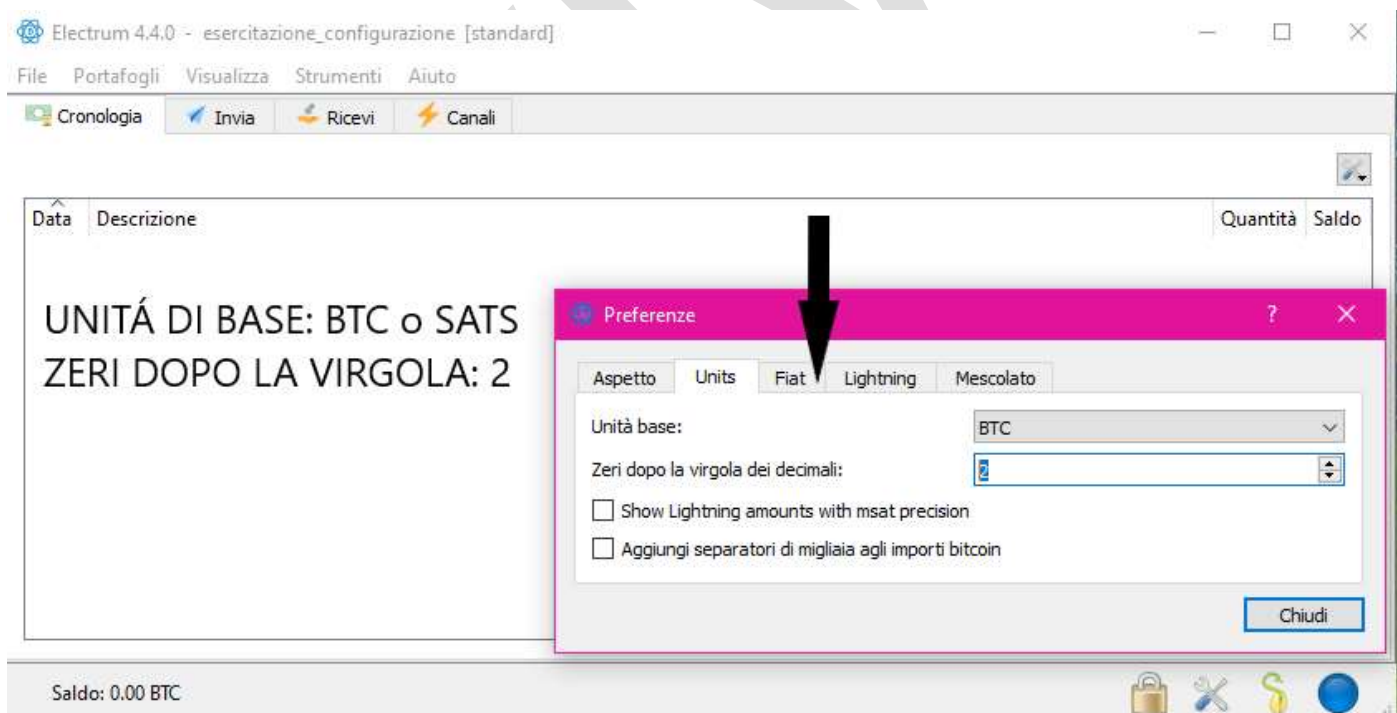 Electrum 4.4.0 - esercitazione_configurazione [standard]
File Portafogli Visualizza Strumenti Aiuto
Cronologia Invia Ricevi Canali
Data Descrizione Quantità Saldo
UNITÁ DI BASE: BTC o SATS
ZERI DOPO LA VIRGOLA: 2
Preferenze ?
Aspetto Units Fiat Lightning Mescolato
Unità base: BTC
Zeri dopo la virgola dei decimali: 2
Show Lightning amounts with msat precision
Aggiungi separatori di migliaia agli importi bitcoin
Chiudi
Saldo: 0.00 BTC